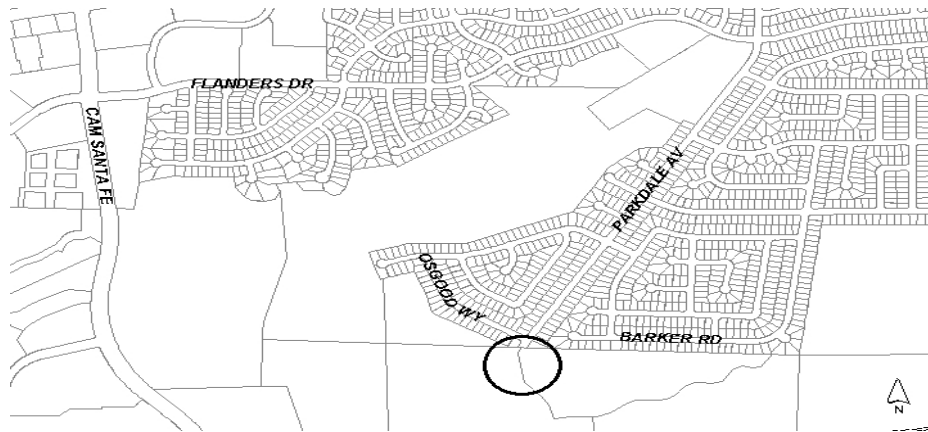 FLANDERS DR
CAM SANTA FE
PARKDALE AV
OSGOOD WY
BARKER RD
N